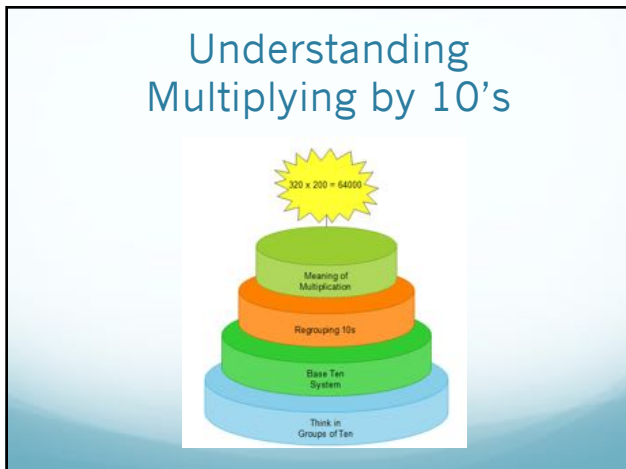 Understanding
Multiplying by 10’s
320 x 200 = 64000
Meaning of
Multiplication
Regrouping 10s
Base Ten
System
Think in
Groups of Ten